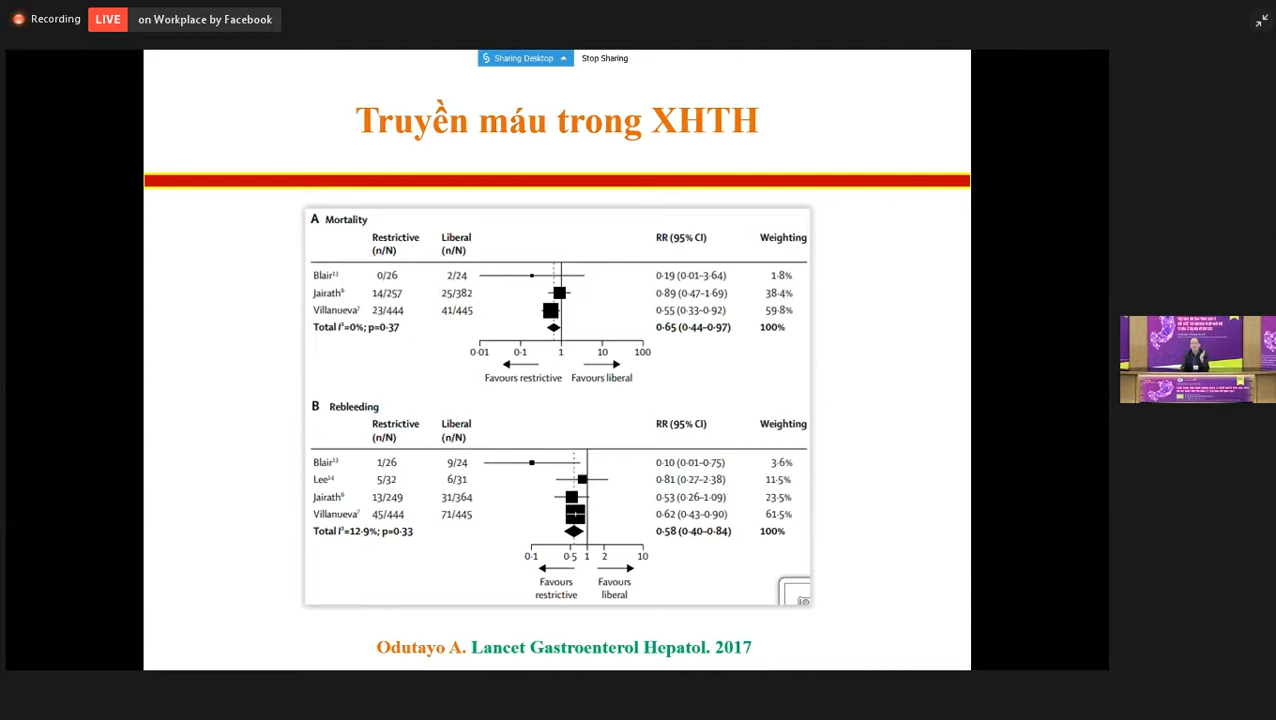 Recording LIVE on Workplace by Facebook
Sharing Desktop Stop Sharing
Truyền máu trong XHTH
A Mortality
Restrictive (n/N) Liberal (n/N) RR (95% CI) Weighting
Blair¹³ 0/26 2/24 0·19 (0·01–3·64) 1·8%
Jairath⁶ 14/257 25/382 0·89 (0·47–1·69) 38·4%
Villanueva⁷ 23/444 41/445 0·55 (0·33–0·92) 59·8%
Total I²=0%; p=0·37 0·65 (0·44–0·97) 100%
0·01 0·1 1 10 100
Favours restrictive Favours liberal
B Rebleeding
Restrictive (n/N) Liberal (n/N) RR (95% CI) Weighting
Blair¹³ 1/26 9/24 0·10 (0·01–0·75) 3·6%
Lee¹⁴ 5/32 6/31 0·81 (0·27–2·38) 11·5%
Jairath⁶ 13/249 31/364 0·53 (0·26–1·09) 23·5%
Villanueva⁷ 45/444 71/445 0·62 (0·43–0·90) 61·5%
Total I²=12·9%; p=0·33 0·58 (0·40–0·84) 100%
0·1 0·5 1 2 10
Favours restrictive Favours liberal
Odutayo A. Lancet Gastroenterol Hepatol. 2017